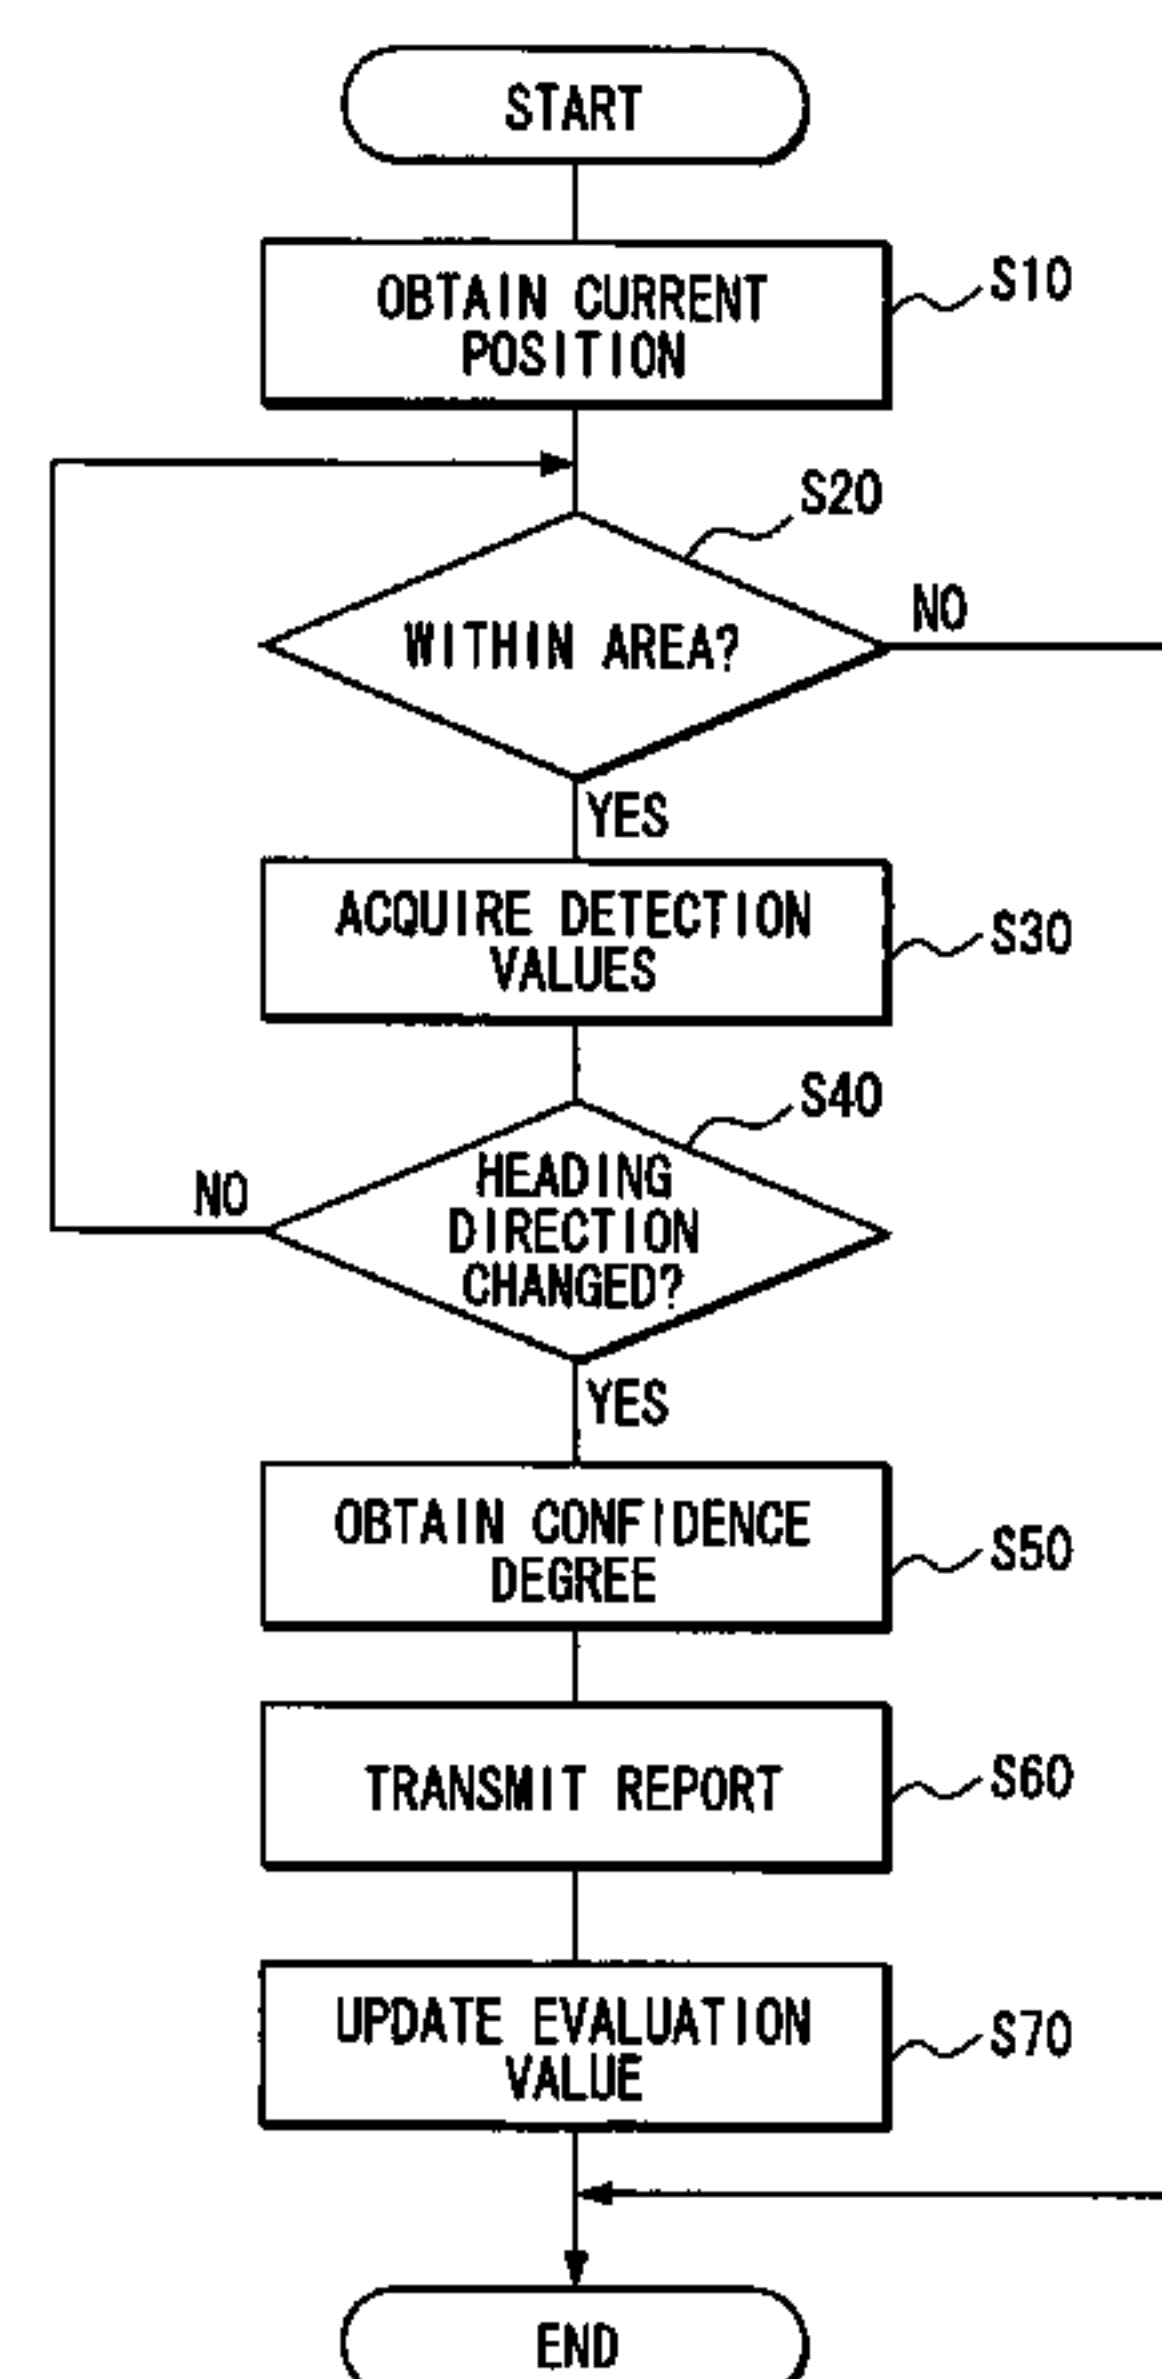 START
OBTAIN CURRENT
POSITION
S10
S20
WITHIN AREA?
NO
YES
ACQUIRE DETECTION
VALUES
S30
S40
HEADING
DIRECTION
CHANGED?
NO
YES
OBTAIN CONFIDENCE
DEGREE
S50
TRANSMIT REPORT
S60
UPDATE EVALUATION
VALUE
S70
END